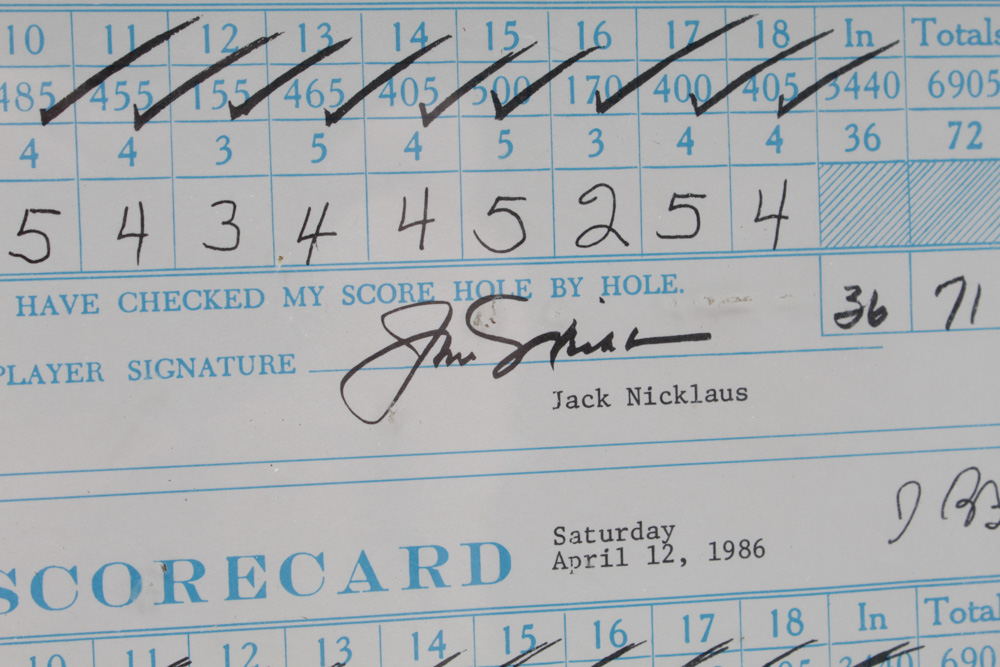 10 11 12 13 14 15 16 17 18 In Totals
485 455 155 465 405 500 170 400 405 3440 6905
4 4 3 5 4 5 3 4 4 36 72
5 4 3 4 4 5 2 5 4
HAVE CHECKED MY SCORE HOLE BY HOLE. 36 71
PLAYER SIGNATURE
Jack Nicklaus
Saturday
SCORECARD April 12, 1986
10 11 12 13 14 15 16 17 18 In Total
690